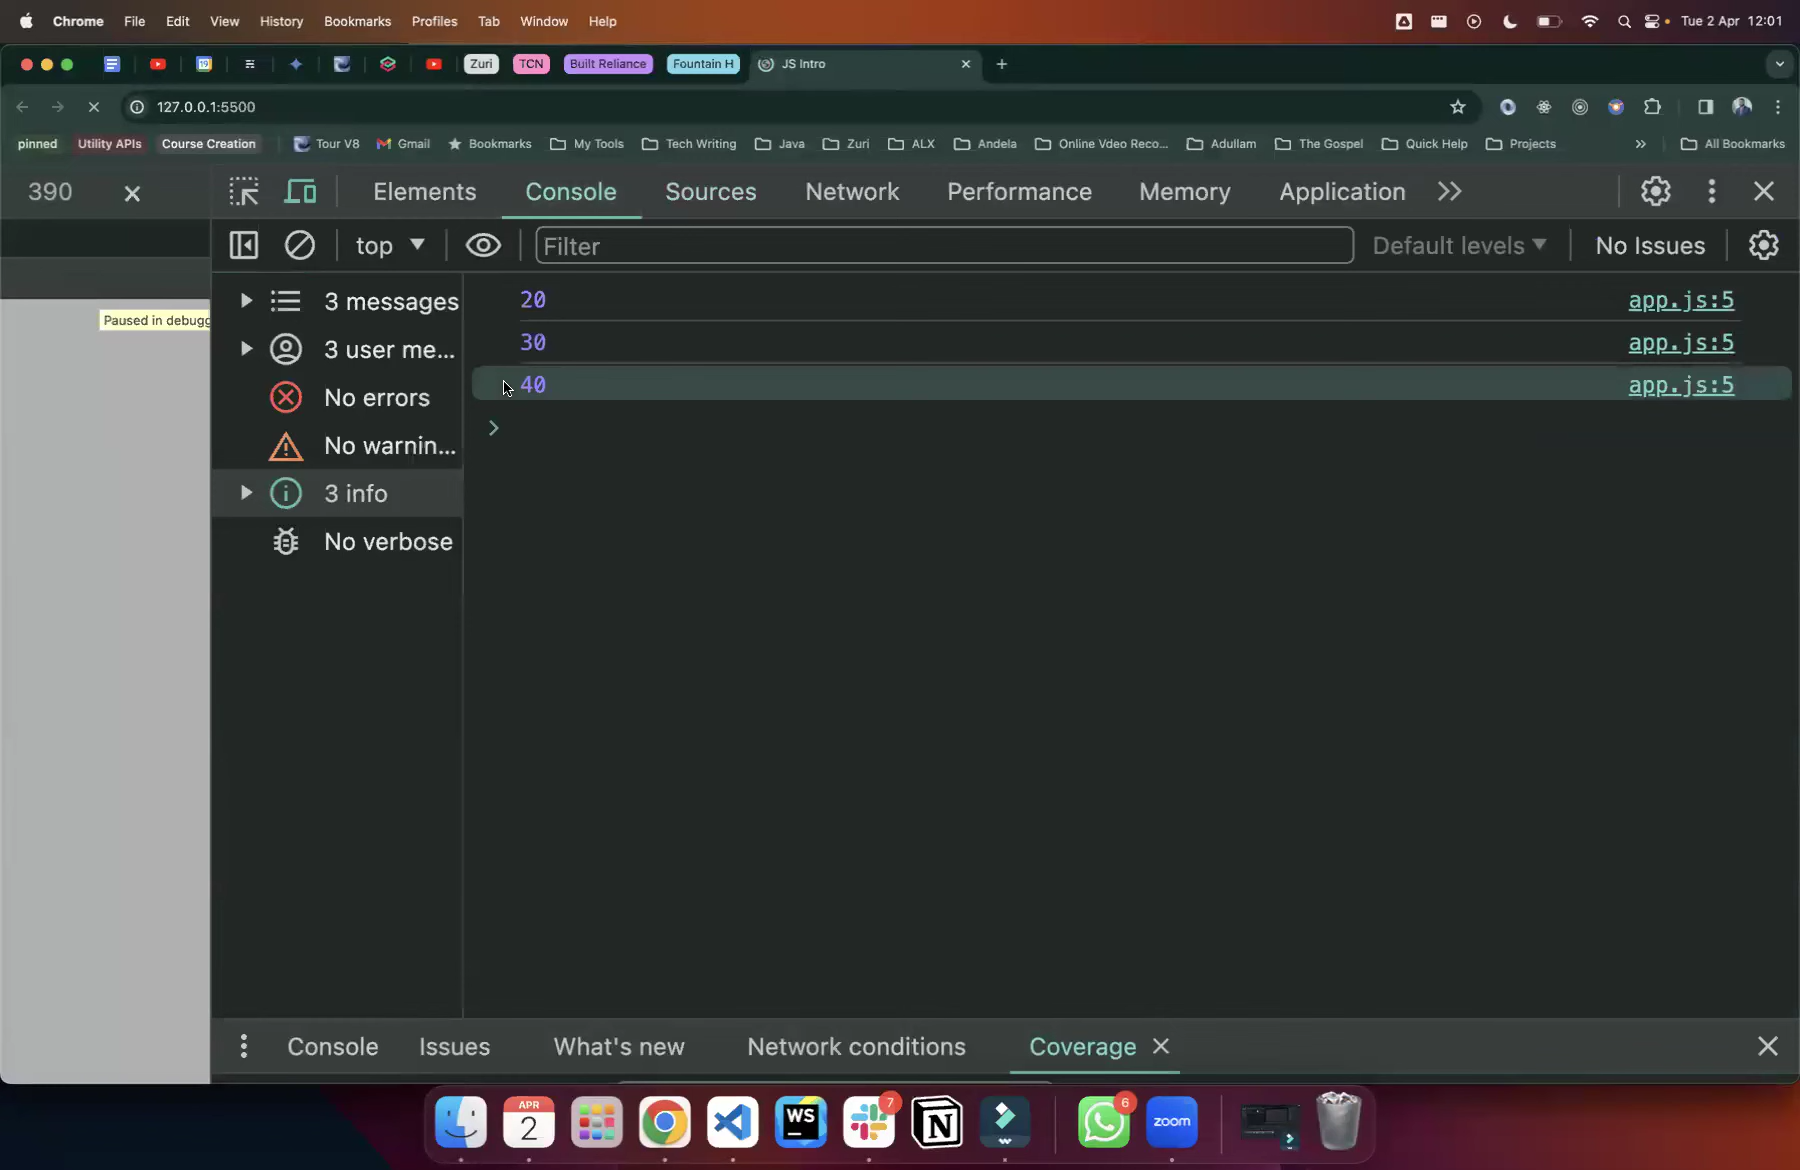 Chrome File Edit View History Bookmarks Profiles Tab Window Help Tue 2 Apr 12:01
19 Zuri TCN Built Reliance Fountain H JS Intro
127.0.0.1:5500
pinned Utility APIs Course Creation Tour V8 Gmail Bookmarks My Tools Tech Writing Java Zuri ALX Andela Online Vdeo Reco... Adullam The Gospel Quick Help Projects » All Bookmarks
390 Elements Console Sources Network Performance Memory Application
top Filter Default levels No Issues
3 messages
20 app.js:5
Paused in debugg
3 user me...
30 app.js:5
No errors
40 app.js:5
No warnin...
3 info
No verbose
Console Issues What's new Network conditions Coverage
APR
2
WS
7
6
zoom